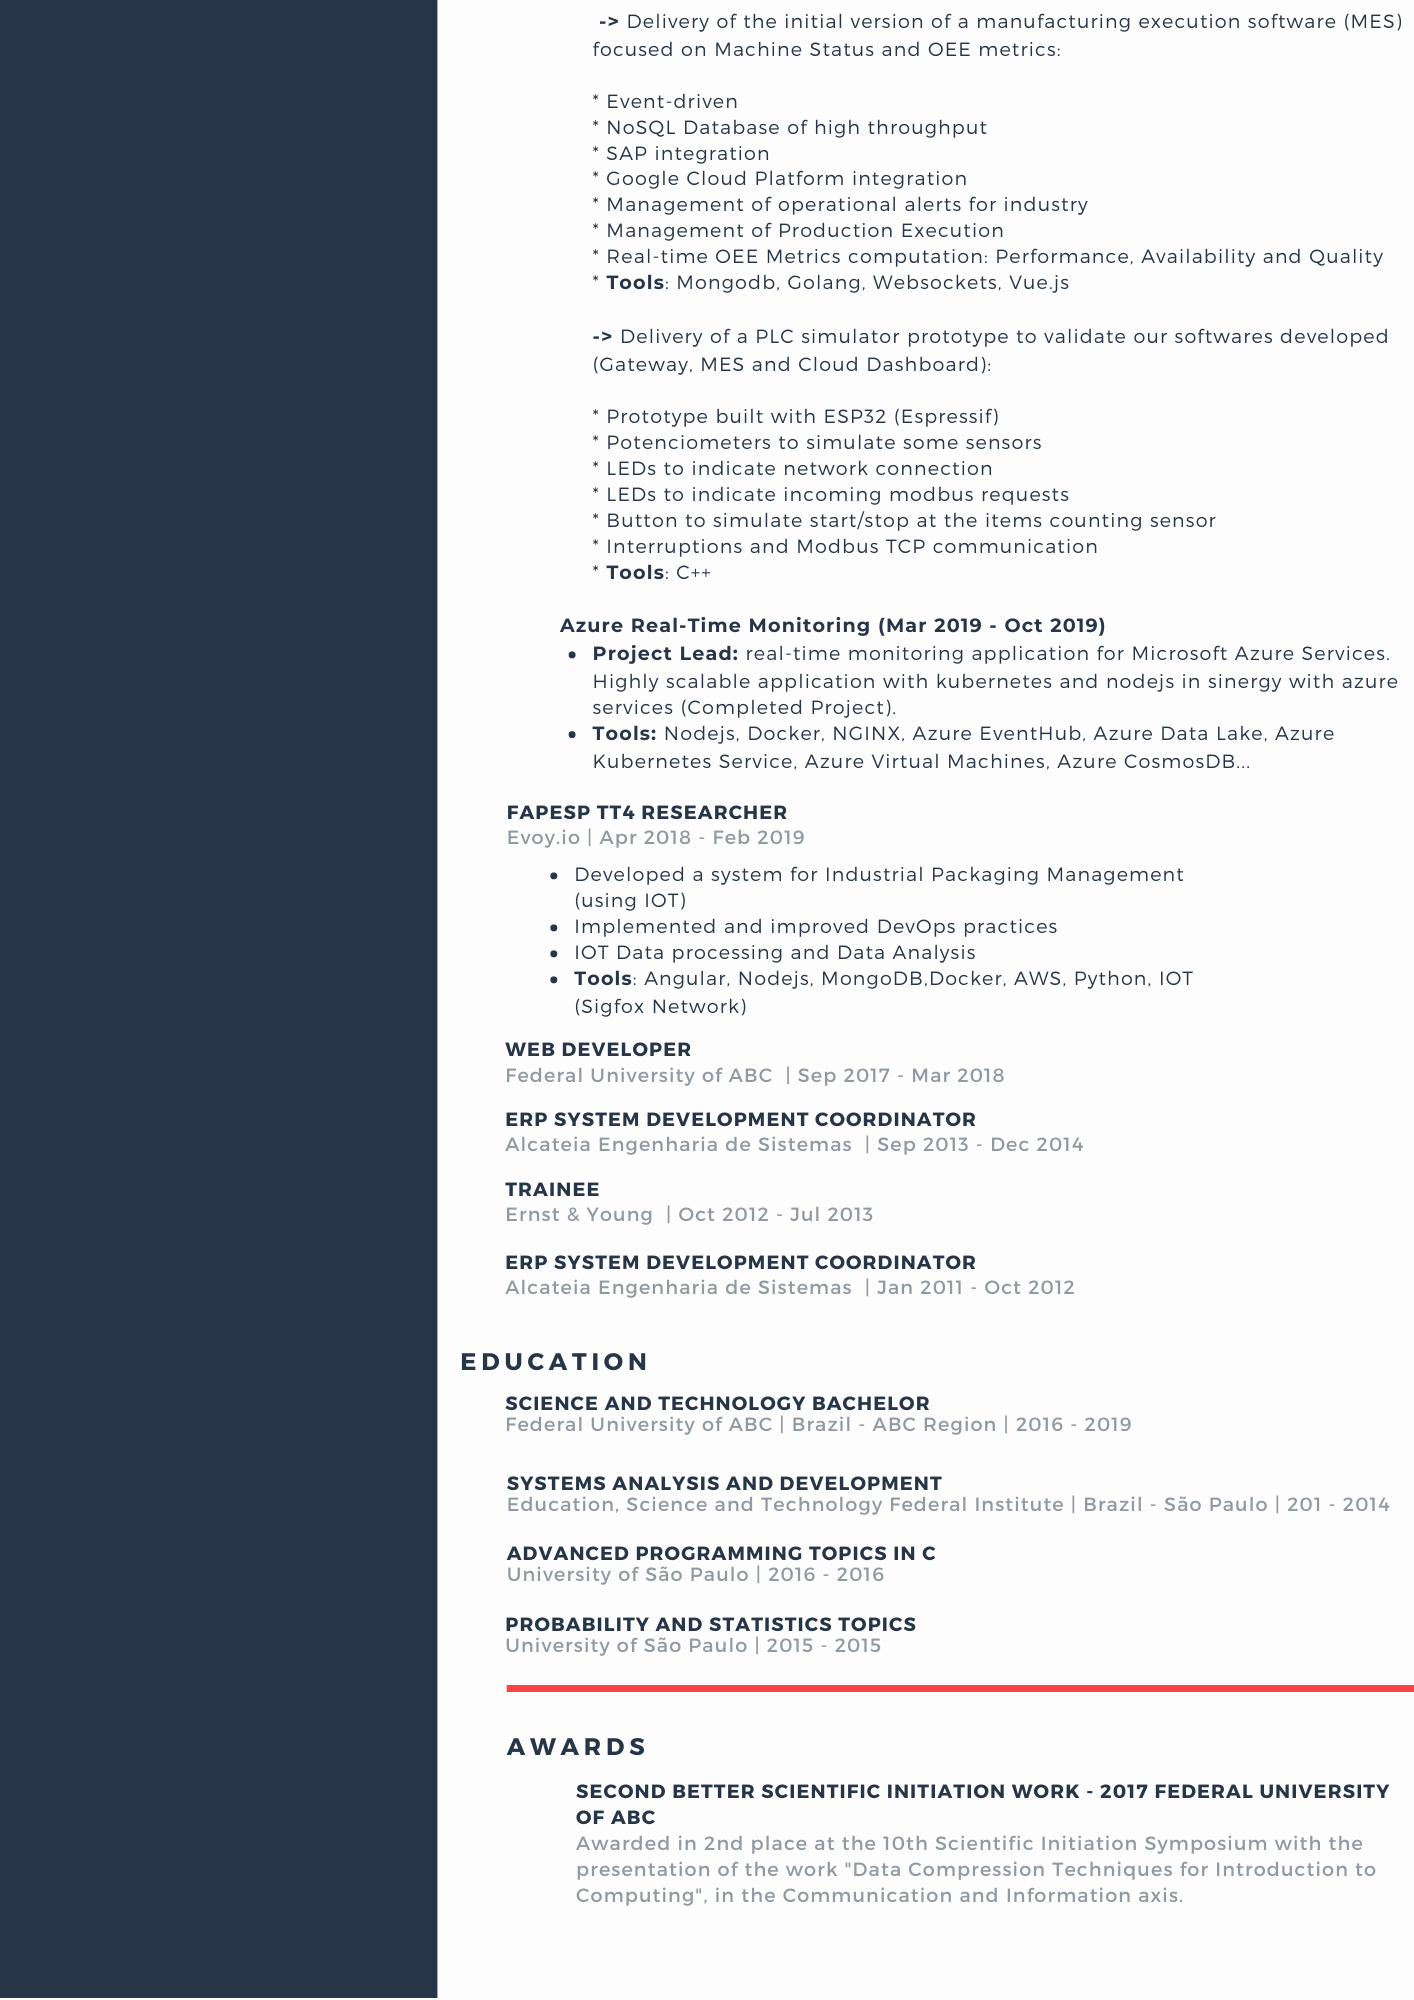 -> Delivery of the initial version of a manufacturing execution software (MES)
focused on Machine Status and OEE metrics:
* Event-driven
* NoSQL Database of high throughput
* SAP integration
* Google Cloud Platform integration
* Management of operational alerts for industry
* Management of Production Execution
* Real-time OEE Metrics computation: Performance, Availability and Quality
* Tools: Mongodb, Golang, Websockets, Vue.js
-> Delivery of a PLC simulator prototype to validate our softwares developed
(Gateway, MES and Cloud Dashboard):
* Prototype built with ESP32 (Espressif)
* Potenciometers to simulate some sensors
* LEDs to indicate network connection
* LEDs to indicate incoming modbus requests
* Button to simulate start/stop at the items counting sensor
* Interruptions and Modbus TCP communication
* Tools: C++
Azure Real-Time Monitoring (Mar 2019 - Oct 2019)
• Project Lead: real-time monitoring application for Microsoft Azure Services.
Highly scalable application with kubernetes and nodejs in sinergy with azure
services (Completed Project).
• Tools: Nodejs, Docker, NGINX, Azure EventHub, Azure Data Lake, Azure
Kubernetes Service, Azure Virtual Machines, Azure CosmosDB...
FAPESP TT4 RESEARCHER
Evoy.io | Apr 2018 - Feb 2019
• Developed a system for Industrial Packaging Management
(using IOT)
• Implemented and improved DevOps practices
• IOT Data processing and Data Analysis
• Tools: Angular, Nodejs, MongoDB,Docker, AWS, Python, IOT
(Sigfox Network)
WEB DEVELOPER
Federal University of ABC | Sep 2017 - Mar 2018
ERP SYSTEM DEVELOPMENT COORDINATOR
Alcateia Engenharia de Sistemas | Sep 2013 - Dec 2014
TRAINEE
Ernst & Young | Oct 2012 - Jul 2013
ERP SYSTEM DEVELOPMENT COORDINATOR
Alcateia Engenharia de Sistemas | Jan 2011 - Oct 2012
EDUCATION
SCIENCE AND TECHNOLOGY BACHELOR
Federal University of ABC | Brazil - ABC Region | 2016 - 2019
SYSTEMS ANALYSIS AND DEVELOPMENT
Education, Science and Technology Federal Institute | Brazil - São Paulo | 201 - 2014
ADVANCED PROGRAMMING TOPICS IN C
University of São Paulo | 2016 - 2016
PROBABILITY AND STATISTICS TOPICS
University of São Paulo | 2015 - 2015
AWARDS
SECOND BETTER SCIENTIFIC INITIATION WORK - 2017 FEDERAL UNIVERSITY
OF ABC
Awarded in 2nd place at the 10th Scientific Initiation Symposium with the
presentation of the work "Data Compression Techniques for Introduction to
Computing", in the Communication and Information axis.